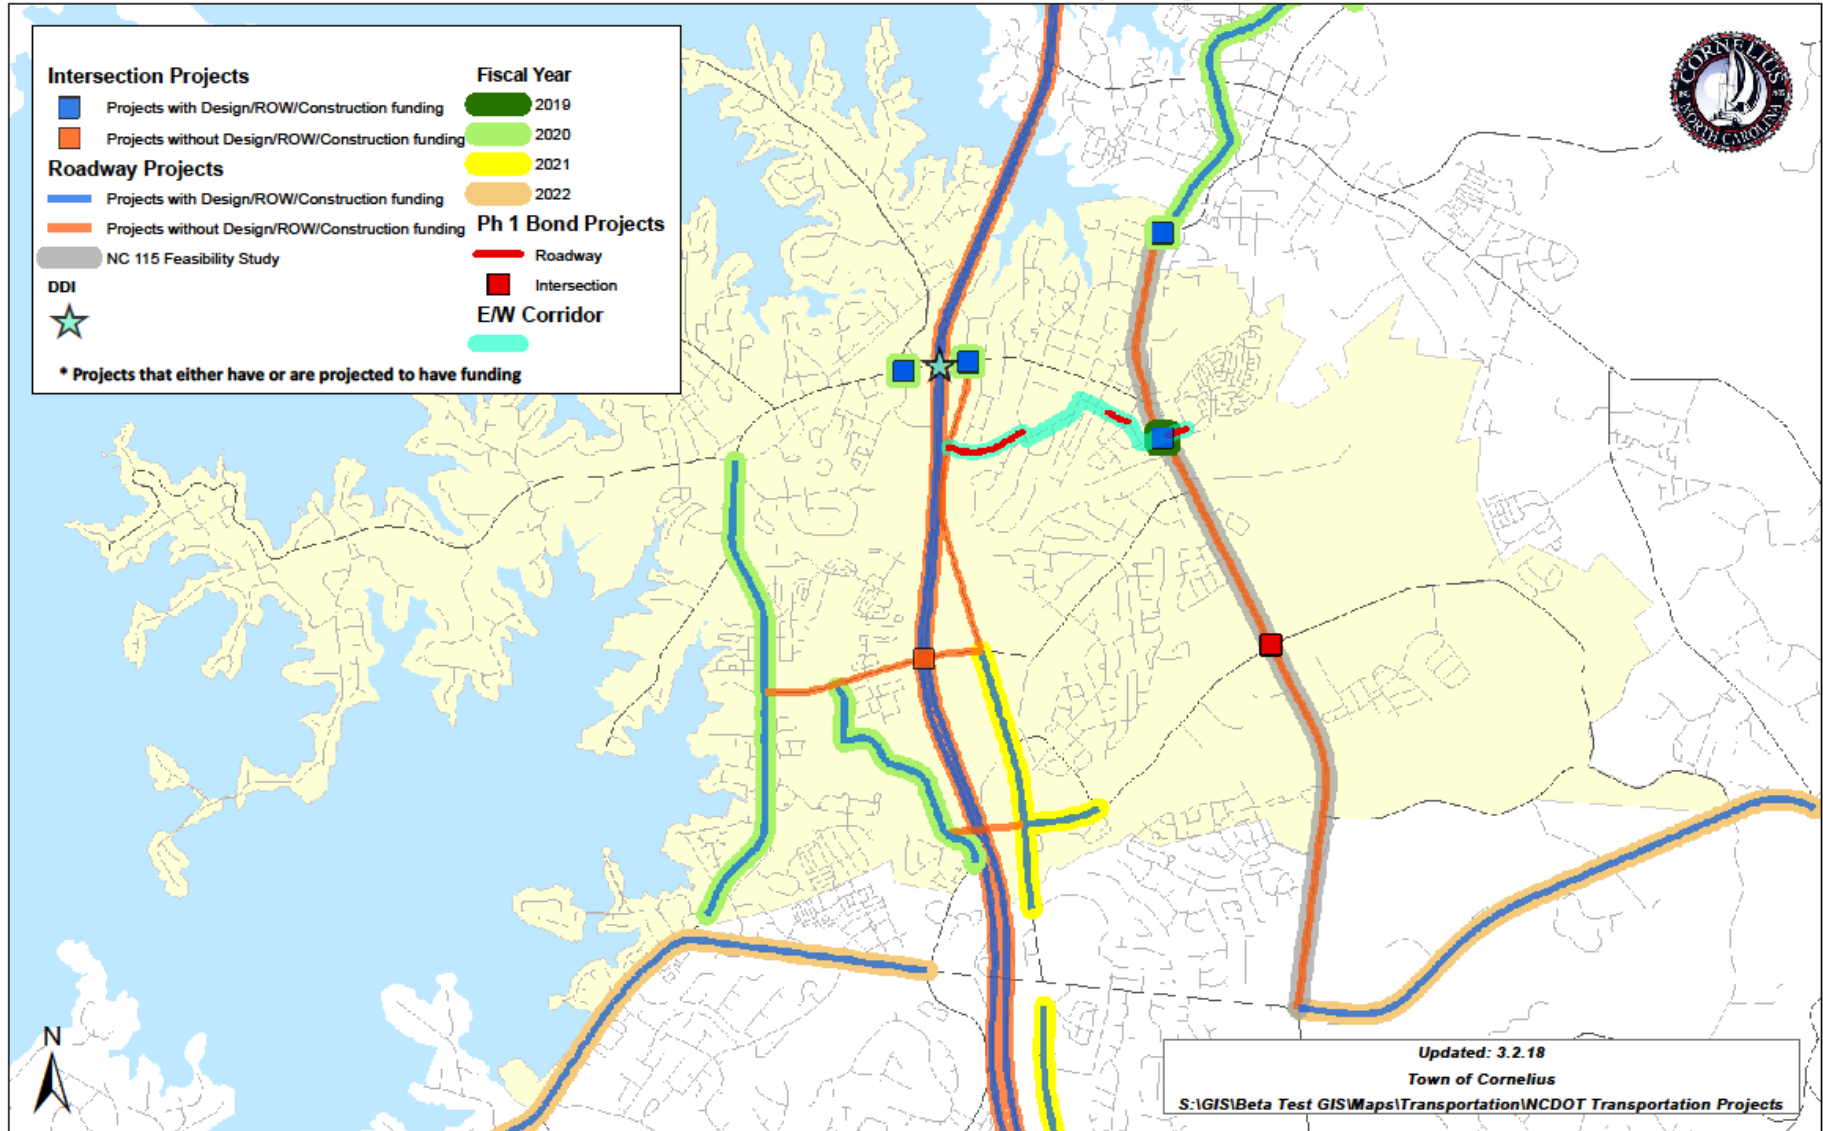 Intersection Projects
Projects with Design/ROW/Construction funding
Projects without Design/ROW/Construction funding
Roadway Projects
Projects with Design/ROW/Construction funding
Projects without Design/ROW/Construction funding
NC 115 Feasibility Study
DDI
Fiscal Year
2019
2020
2021
2022
Ph 1 Bond Projects
Roadway
Intersection
E/W Corridor
* Projects that either have or are projected to have funding
CORNELIUS
NORTH CAROLINA
N
Updated: 3.2.18
Town of Cornelius
S:\GIS\Beta Test GIS\Maps\Transportation\NCDOT Transportation Projects